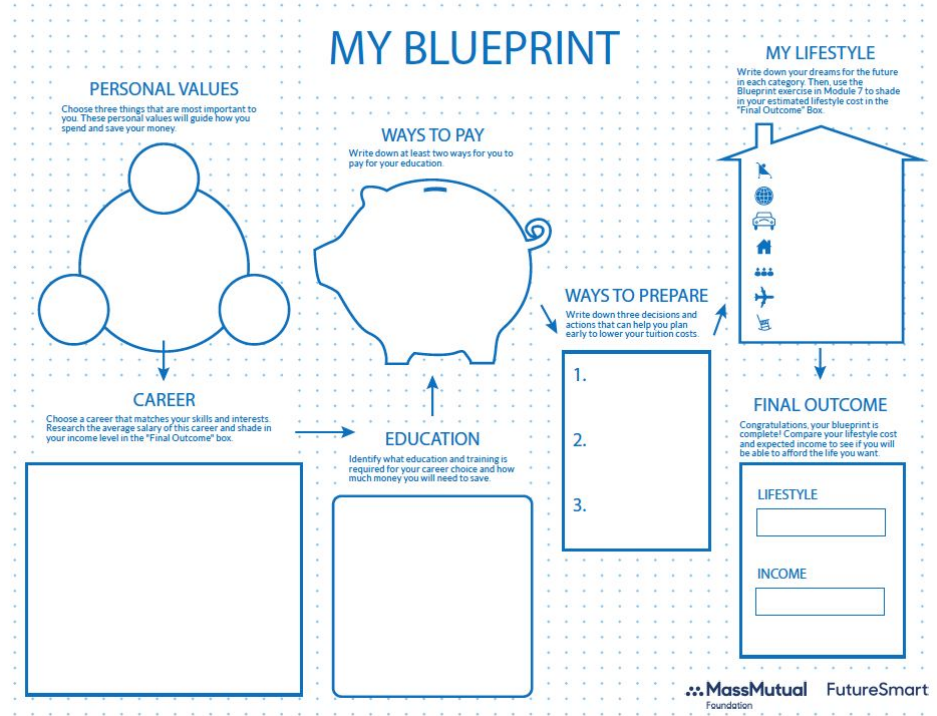 MY BLUEPRINT
PERSONAL VALUES
Choose three things that are most important to
you. These personal values will guide how you
spend and save your money.
CAREER
Choose a career that matches your skills and interests.
Research the average salary of this career and shade in
your income level in the "Final Outcome" box.
EDUCATION
Identify what education and training is
required for your career choice and how
much money you will need to save.
WAYS TO PAY
Write down at least two ways for you to
pay for your education.
WAYS TO PREPARE
Write down three decisions and
actions that can help you plan
early to lower your tuition costs.
1.
2.
3.
MY LIFESTYLE
Write down your dreams for the future
in each category. Then, use the
Blueprint exercise in Module 7 to shade
in your estimated lifestyle cost in the
"Final Outcome" Box.
FINAL OUTCOME
Congratulations, your blueprint is
complete! Compare your lifestyle cost
and expected income to see if you will
be able to afford the life you want.
LIFESTYLE
INCOME
MassMutual
Foundation
FutureSmart